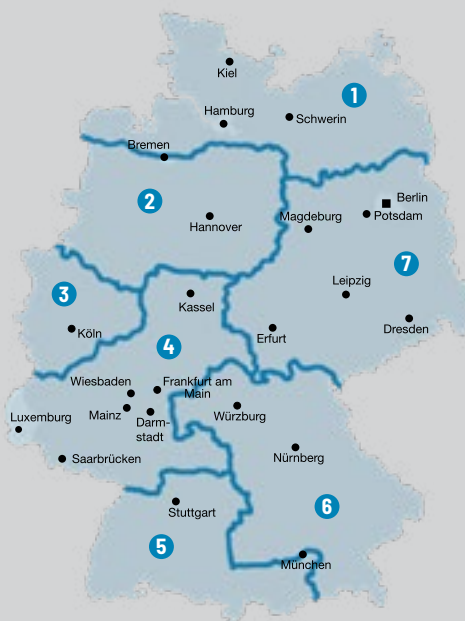 Kiel
1
Hamburg
Schwerin
Bremen
2
Berlin
Potsdam
Hannover
Magdeburg
7
3
Kassel
Leipzig
Köln
4
Erfurt
Dresden
Wiesbaden
Frankfurt am
Main
Mainz
Darm-
stadt
Würzburg
Luxemburg
Saarbrücken
Nürnberg
Stuttgart
6
5
München